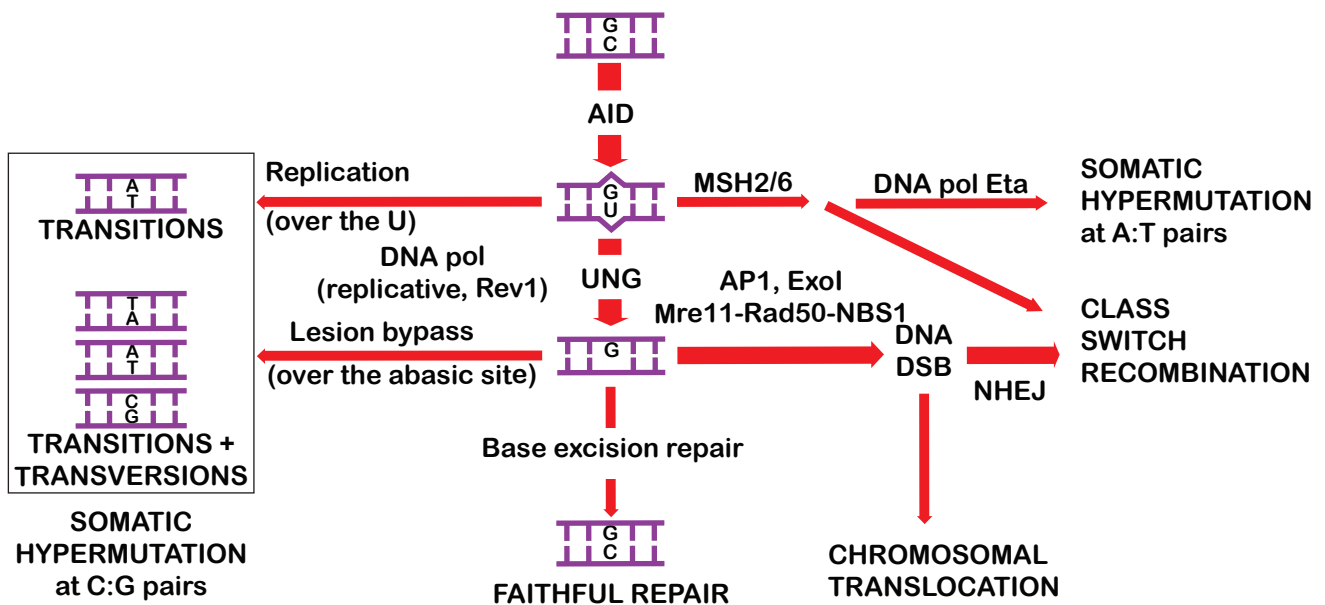 G
C
AID
Replication
(over the U)
A
T
TRANSITIONS
G
U
MSH2/6
DNA pol Eta
SOMATIC
HYPERMUTATION
at A:T pairs
DNA pol
(replicative, Rev1)
UNG
AP1, ExoI
Mre11-Rad50-NBS1
Lesion bypass
(over the abasic site)
T
A
A
T
C
G
TRANSITIONS +
TRANSVERSIONS
SOMATIC
HYPERMUTATION
at C:G pairs
G
DNA
DSB
NHEJ
CLASS
SWITCH
RECOMBINATION
Base excision repair
G
C
FAITHFUL REPAIR
CHROMOSOMAL
TRANSLOCATION